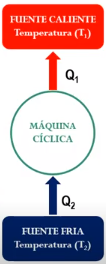 FUENTE CALIENTE
Temperatura (T₁)
Q₁
MÁQUINA
CÍCLICA
Q₂
FUENTE FRIA
Temperatura (T₂)